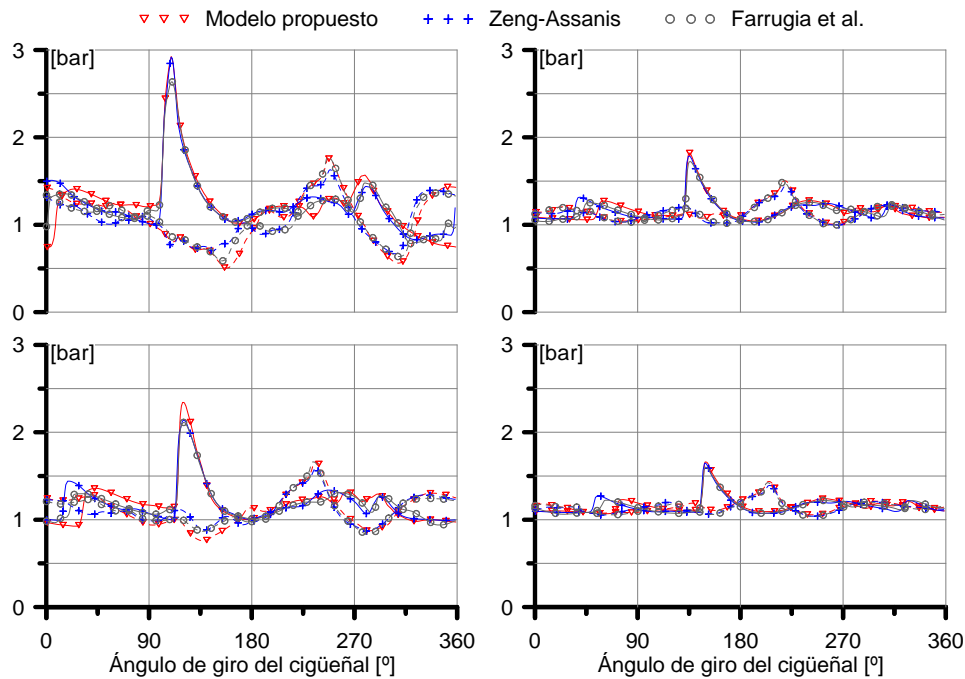 Modelo propuesto Zeng-Assanis Farrugia et al.
3 [bar] [bar] 3
2 2
1 1
0 0
3 [bar] [bar] 3
2 2
1 1
0 0
0 90 180 270 360 0 90 180 270 360
Ángulo de giro del cigüeñal [º] Ángulo de giro del cigüeñal [º]